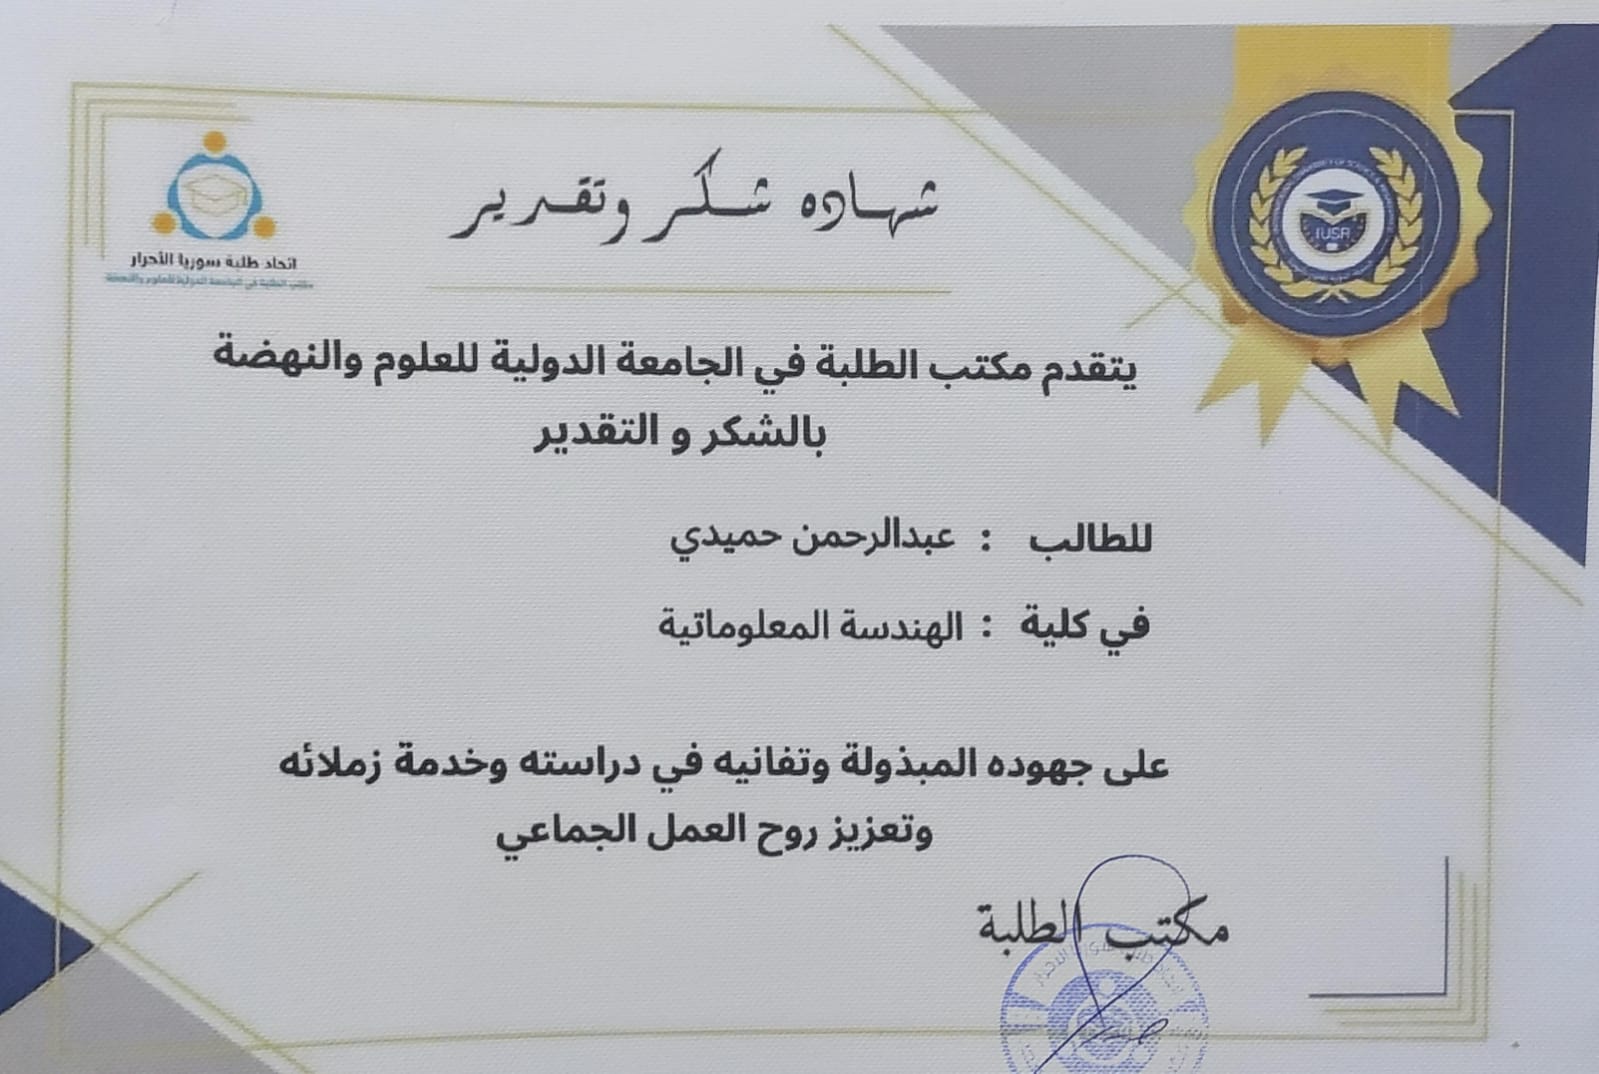 شهاده شكر وتقدير
اتحاد طلبة سوريا الأحرار
مكتب الطلبة في الجامعة الدولية للعلوم والنهضة
IUSR
يتقدم مكتب الطلبة في الجامعة الدولية للعلوم والنهضة
بالشكر و التقدير
للطالب : عبدالرحمن حميدي
في كلية : الهندسة المعلوماتية
على جهوده المبذولة وتفانيه في دراسته وخدمة زملائه
وتعزيز روح العمل الجماعي
مكتب الطلبة